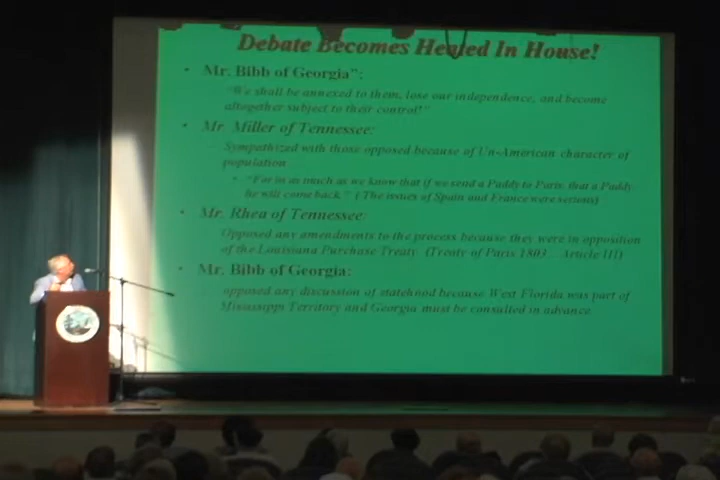 Debate Becomes Heated In House!
• Mr. Bibb of Georgia":
"We shall be annexed to them, lose our independence, and become
altogether subject to their control!"
• Mr. Miller of Tennessee:
Sympathized with those opposed because of Un-American character of
population
• "For in as much as we know that if we send a Paddy to Paris, that a Paddy
he will come back." (The issues of Spain and France were serious)
• Mr. Rhea of Tennessee:
Opposed any amendments to the process because they were in opposition
of the Louisiana Purchase Treaty. (Treaty of Paris 1803 – Article III)
• Mr. Bibb of Georgia:
opposed any discussion of statehood because West Florida was part of
Mississippi Territory and Georgia must be consulted in advance